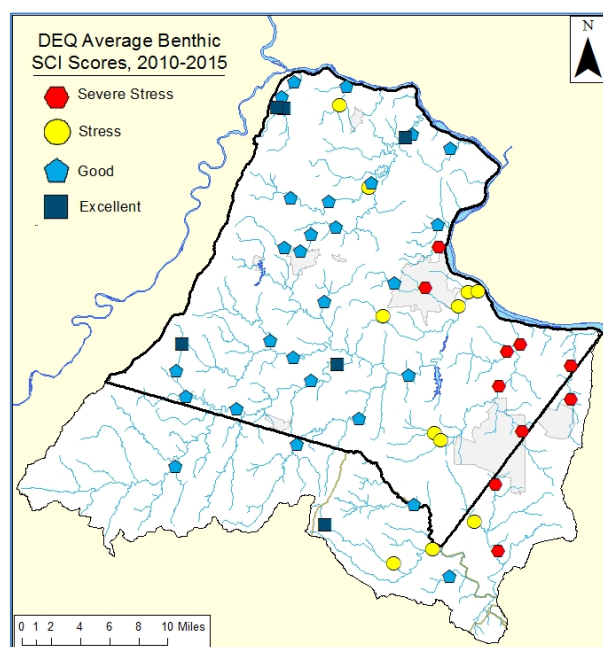 DEQ Average Benthic
SCI Scores, 2010-2015
N
Severe Stress
Stress
Good
Excellent
0 1 2 4 6 8 10 Miles